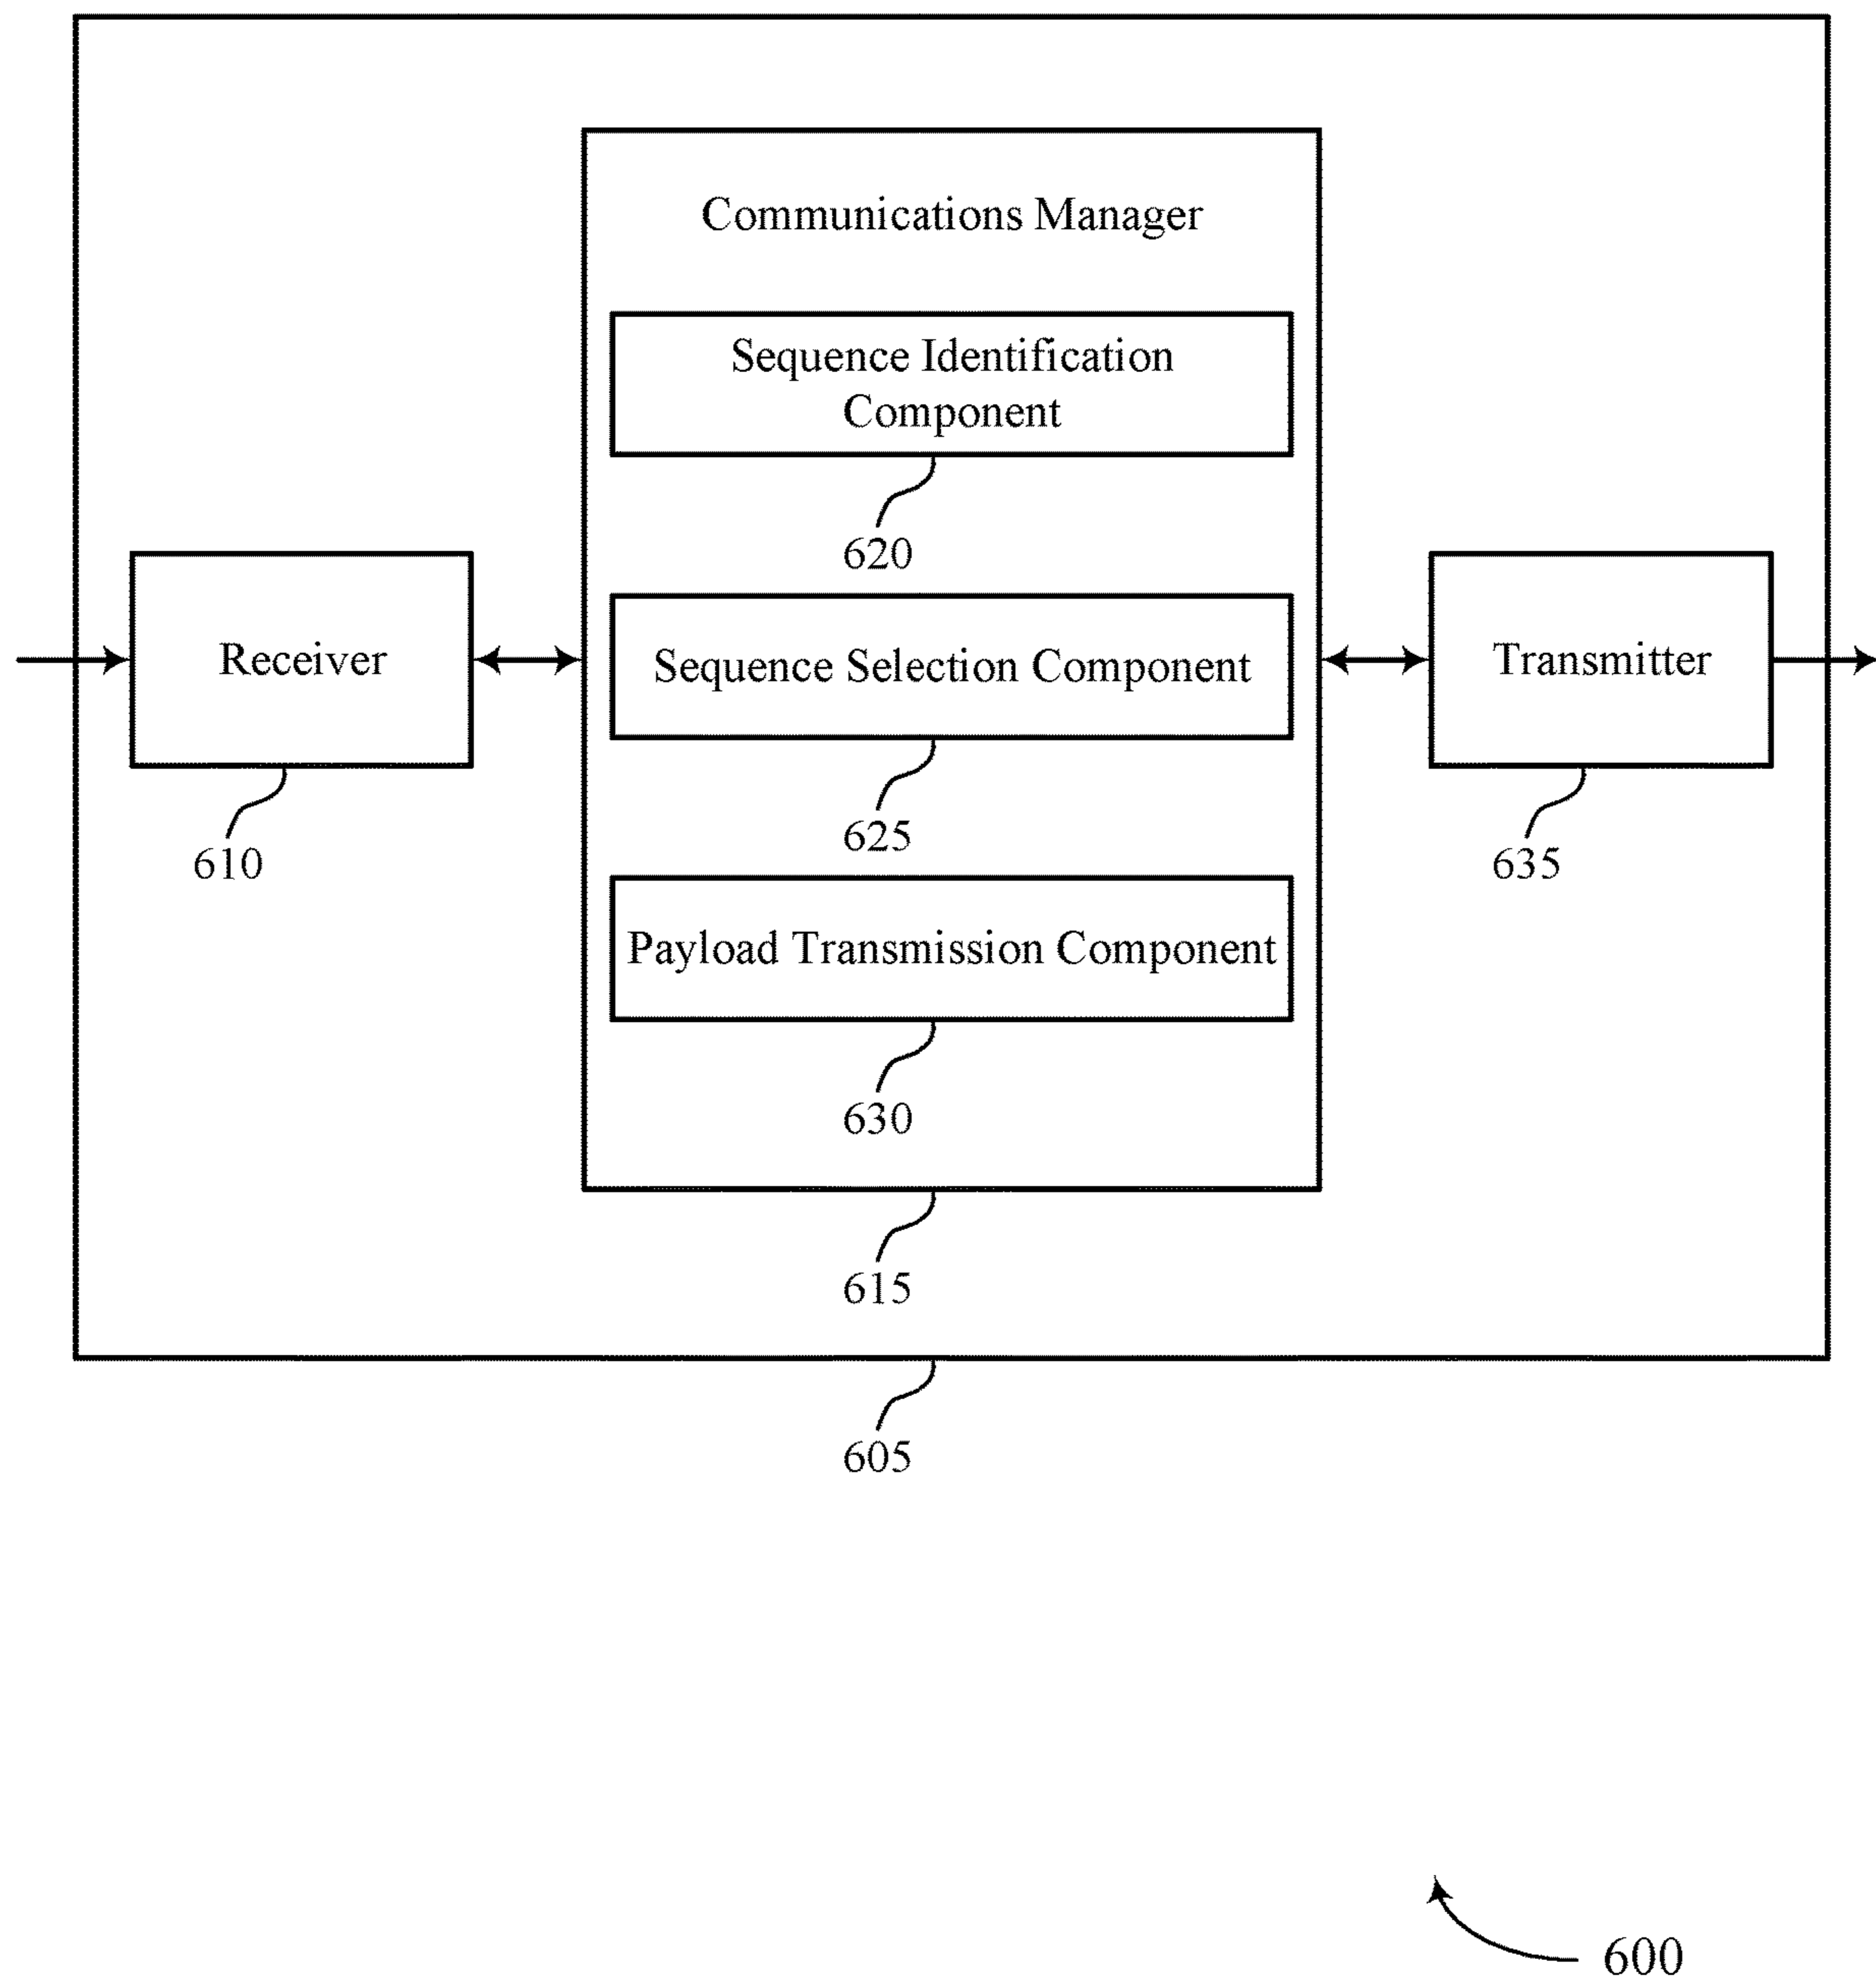 Communications Manager
Sequence Identification
Component
620
Receiver
610
Sequence Selection Component
625
Transmitter
635
Payload Transmission Component
630
615
605
600